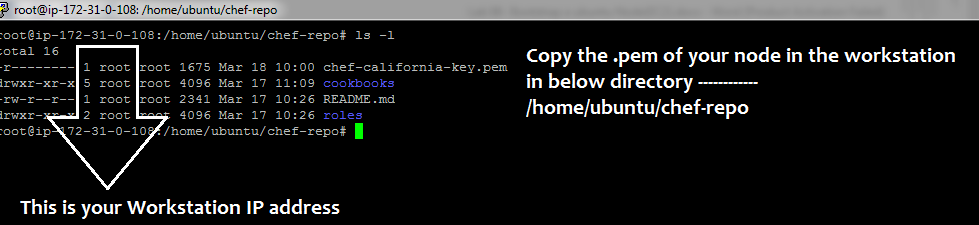 root@ip-172-31-0-108: /home/ubuntu/chef-repo
root@ip-172-31-0-108:/home/ubuntu/chef-repo# ls -l
total 16
-r-------- 1 root root 1675 Mar 18 10:00 chef-california-key.pem
drwxr-xr-x 5 root root 4096 Mar 17 11:09 cookbooks
-rw-r--r-- 1 root root 2341 Mar 17 10:26 README.md
drwxr-xr-x 2 root root 4096 Mar 17 10:26 roles
root@ip-172-31-0-108:/home/ubuntu/chef-repo#
Copy the .pem of your node in the workstation
in below directory ------------
/home/ubuntu/chef-repo
This is your Workstation IP address